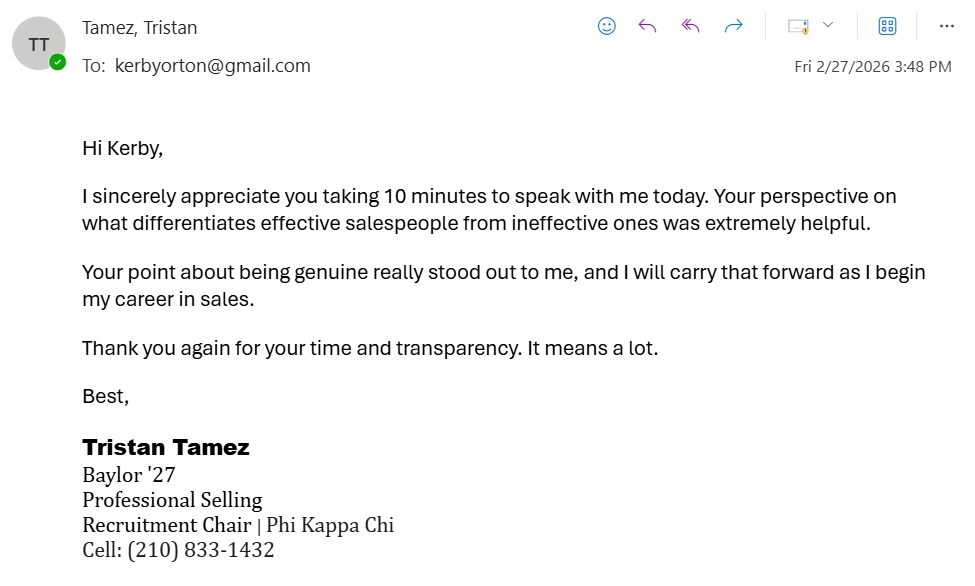 TT
Tamez, Tristan
To: kerbyorton@gmail.com
Fri 2/27/2026 3:48 PM
Hi Kerby,
I sincerely appreciate you taking 10 minutes to speak with me today. Your perspective on
what differentiates effective salespeople from ineffective ones was extremely helpful.
Your point about being genuine really stood out to me, and I will carry that forward as I begin
my career in sales.
Thank you again for your time and transparency. It means a lot.
Best,
Tristan Tamez
Baylor '27
Professional Selling
Recruitment Chair | Phi Kappa Chi
Cell: (210) 833-1432